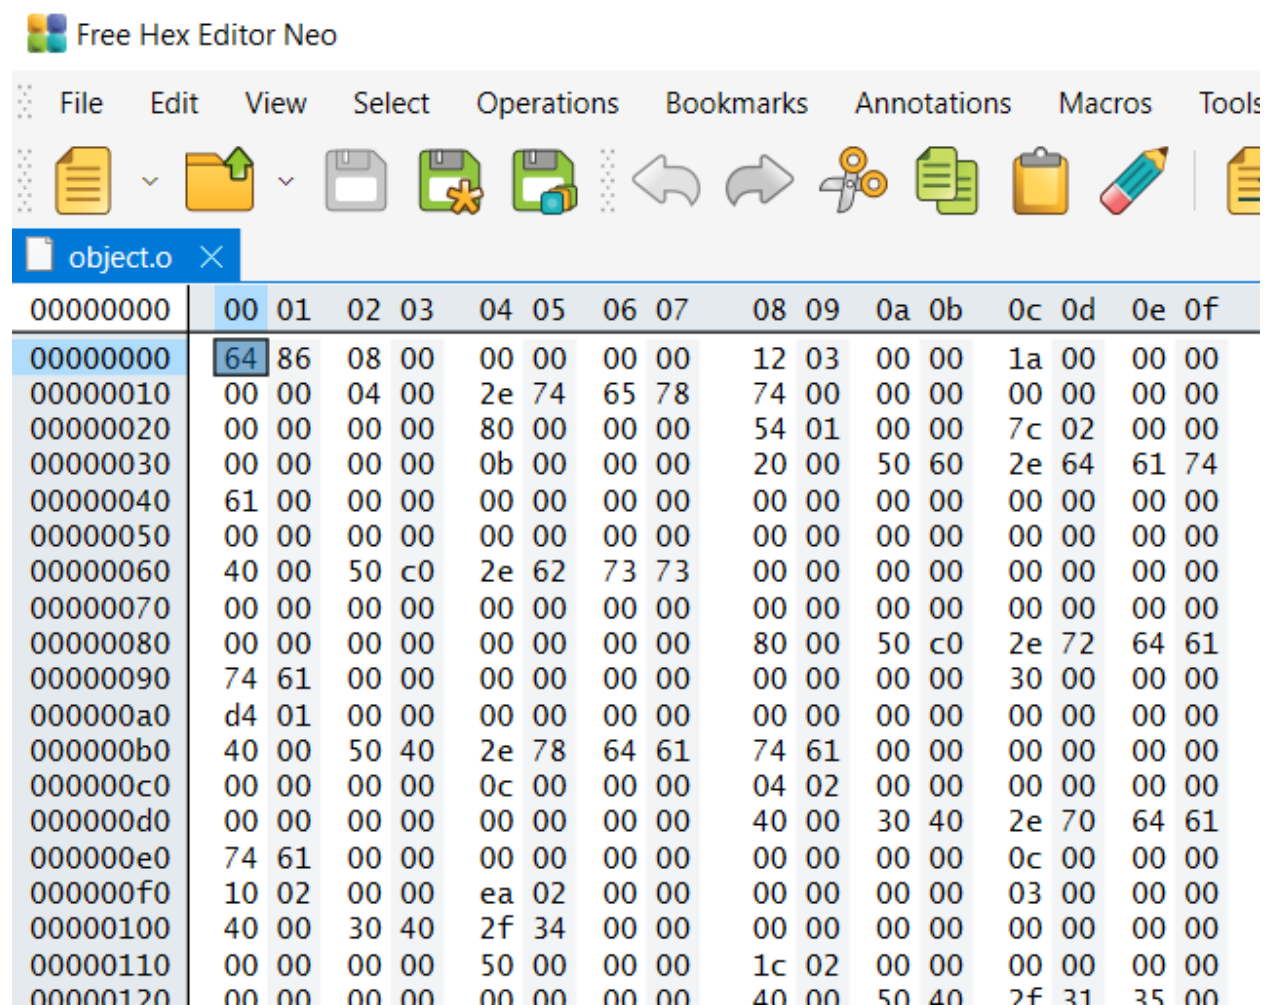 Free Hex Editor Neo
File Edit View Select Operations Bookmarks Annotations Macros Tools
object.o
00000000 00 01 02 03 04 05 06 07 08 09 0a 0b 0c 0d 0e 0f
00000000 64 86 08 00 00 00 00 00 12 03 00 00 1a 00 00 00
00000010 00 00 04 00 2e 74 65 78 74 00 00 00 00 00 00 00
00000020 00 00 00 00 80 00 00 00 54 01 00 00 7c 02 00 00
00000030 00 00 00 00 0b 00 00 00 20 00 50 60 2e 64 61 74
00000040 61 00 00 00 00 00 00 00 00 00 00 00 00 00 00 00
00000050 00 00 00 00 00 00 00 00 00 00 00 00 00 00 00 00
00000060 40 00 50 c0 2e 62 73 73 00 00 00 00 00 00 00 00
00000070 00 00 00 00 00 00 00 00 00 00 00 00 00 00 00 00
00000080 00 00 00 00 00 00 00 00 80 00 50 c0 2e 72 64 61
00000090 74 61 00 00 00 00 00 00 00 00 00 00 30 00 00 00
000000a0 d4 01 00 00 00 00 00 00 00 00 00 00 00 00 00 00
000000b0 40 00 50 40 2e 78 64 61 74 61 00 00 00 00 00 00
000000c0 00 00 00 00 0c 00 00 00 04 02 00 00 00 00 00 00
000000d0 00 00 00 00 00 00 00 00 40 00 30 40 2e 70 64 61
000000e0 74 61 00 00 00 00 00 00 00 00 00 00 0c 00 00 00
000000f0 10 02 00 00 ea 02 00 00 00 00 00 00 03 00 00 00
00000100 40 00 30 40 2f 34 00 00 00 00 00 00 00 00 00 00
00000110 00 00 00 00 50 00 00 00 1c 02 00 00 00 00 00 00
00000120 00 00 00 00 00 00 00 00 40 00 50 40 2f 31 35 00